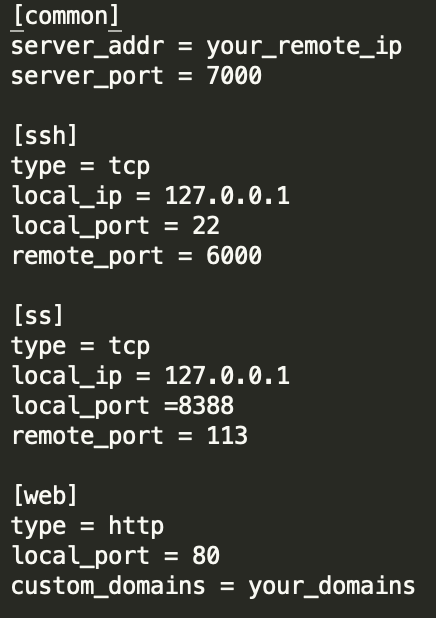 [common]
server_addr = your_remote_ip
server_port = 7000

[ssh]
type = tcp
local_ip = 127.0.0.1
local_port = 22
remote_port = 6000

[ss]
type = tcp
local_ip = 127.0.0.1
local_port =8388
remote_port = 113

[web]
type = http
local_port = 80
custom_domains = your_domains